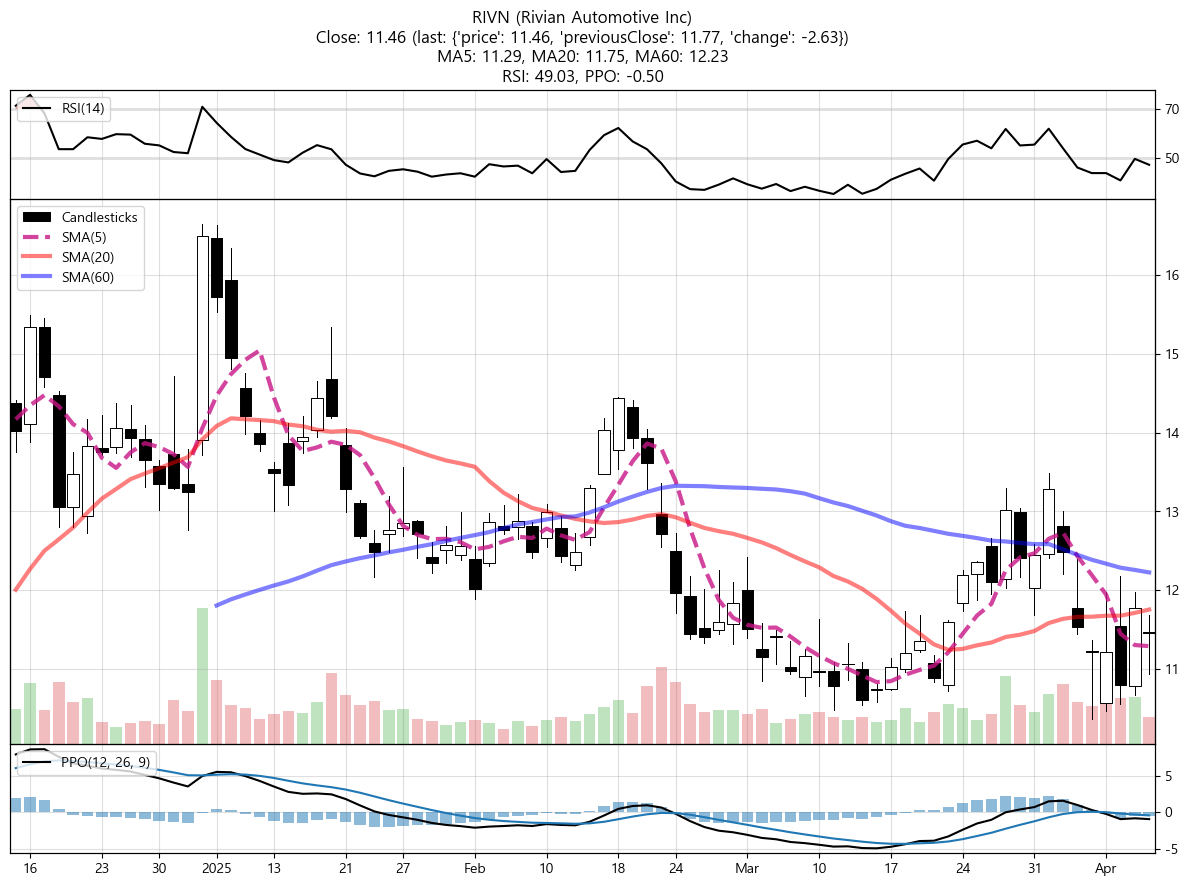 RIVN (Rivian Automotive Inc)
Close: 11.46 (last: {'price': 11.46, 'previousClose': 11.77, 'change': -2.63})
MA5: 11.29, MA20: 11.75, MA60: 12.23
RSI: 49.03, PPO: -0.50
RSI(14)
70
50
Candlesticks
SMA(5)
SMA(20)
SMA(60)
16
15
14
13
12
11
PPO(12, 26, 9)
5
0
-5
16 23 30 2025 13 21 27 Feb 10 18 24 Mar 10 17 24 31 Apr